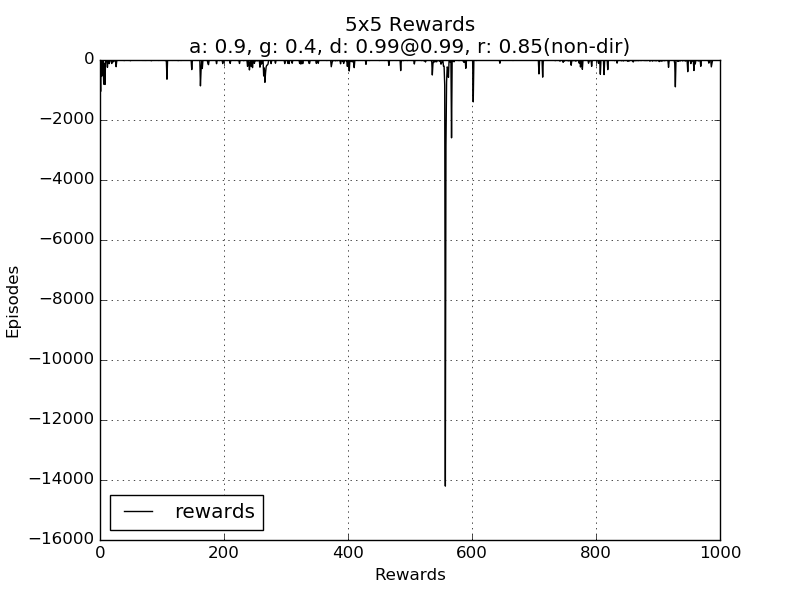 5x5 Rewards
a: 0.9, g: 0.4, d: 0.99@0.99, r: 0.85(non-dir)
0
−2000
−4000
−6000
−8000
−10000
−12000
−14000
−16000
Episodes
rewards
0 200 400 600 800 1000
Rewards